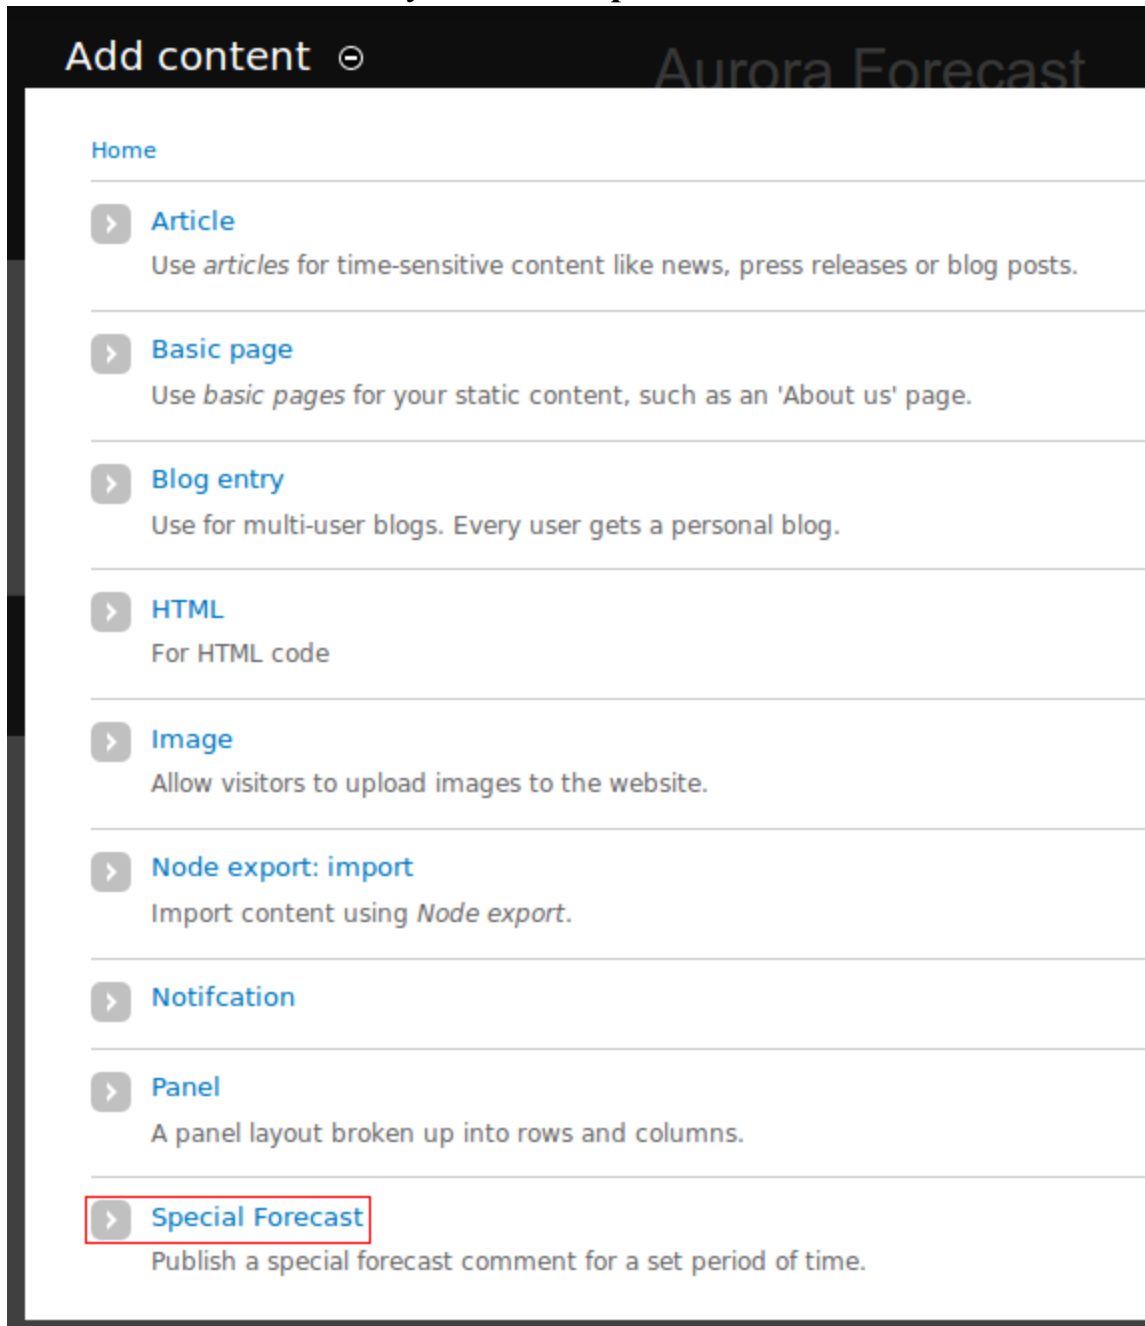 Add content
Aurora Forecast
Home
Article
Use articles for time-sensitive content like news, press releases or blog posts.
Basic page
Use basic pages for your static content, such as an 'About us' page.
Blog entry
Use for multi-user blogs. Every user gets a personal blog.
HTML
For HTML code
Image
Allow visitors to upload images to the website.
Node export: import
Import content using Node export.
Notifcation
Panel
A panel layout broken up into rows and columns.
Special Forecast
Publish a special forecast comment for a set period of time.